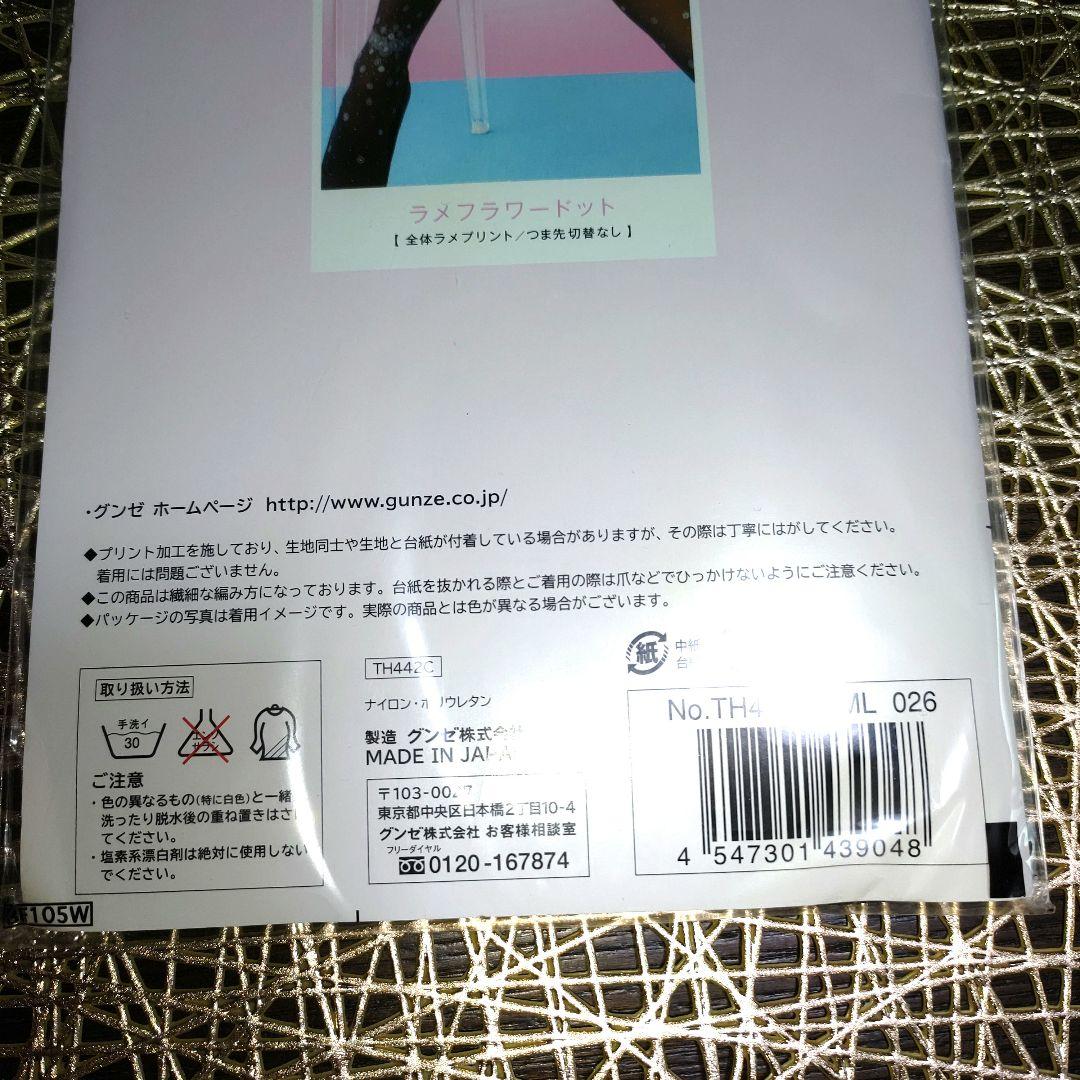 ラメフラワードット
【 全体ラメプリント／つま先切替なし 】
・グンゼ ホームページ http://www.gunze.co.jp/
◆プリント加工を施しており、生地同士や生地と台紙が付着している場合がありますが、その際は丁寧にはがしてください。
着用には問題ございません。
◆この商品は繊細な編み方になっております。台紙を抜かれる際とご着用の際は爪などでひっかけないようにご注意ください。
◆パッケージの写真は着用イメージです。実際の商品とは色が異なる場合がございます。
取り扱い方法
手洗イ
30
エンソ
サラシ
ご注意
・色の異なるもの(特に白色)と一緒
洗ったり脱水後の重ね置きはさ
てください。
・塩素系漂白剤は絶対に使用しない
でください。
TH442C
ナイロン・ポリウレタン
製造 グンゼ株式会社
MADE IN JAPA
〒103-0027
東京都中央区日本橋2丁目10-4
グンゼ株式会社 お客様相談室
フリーダイヤル
0120-167874
紙
中紙
台
No.TH4 ML 026
4 547301 439048
F105W